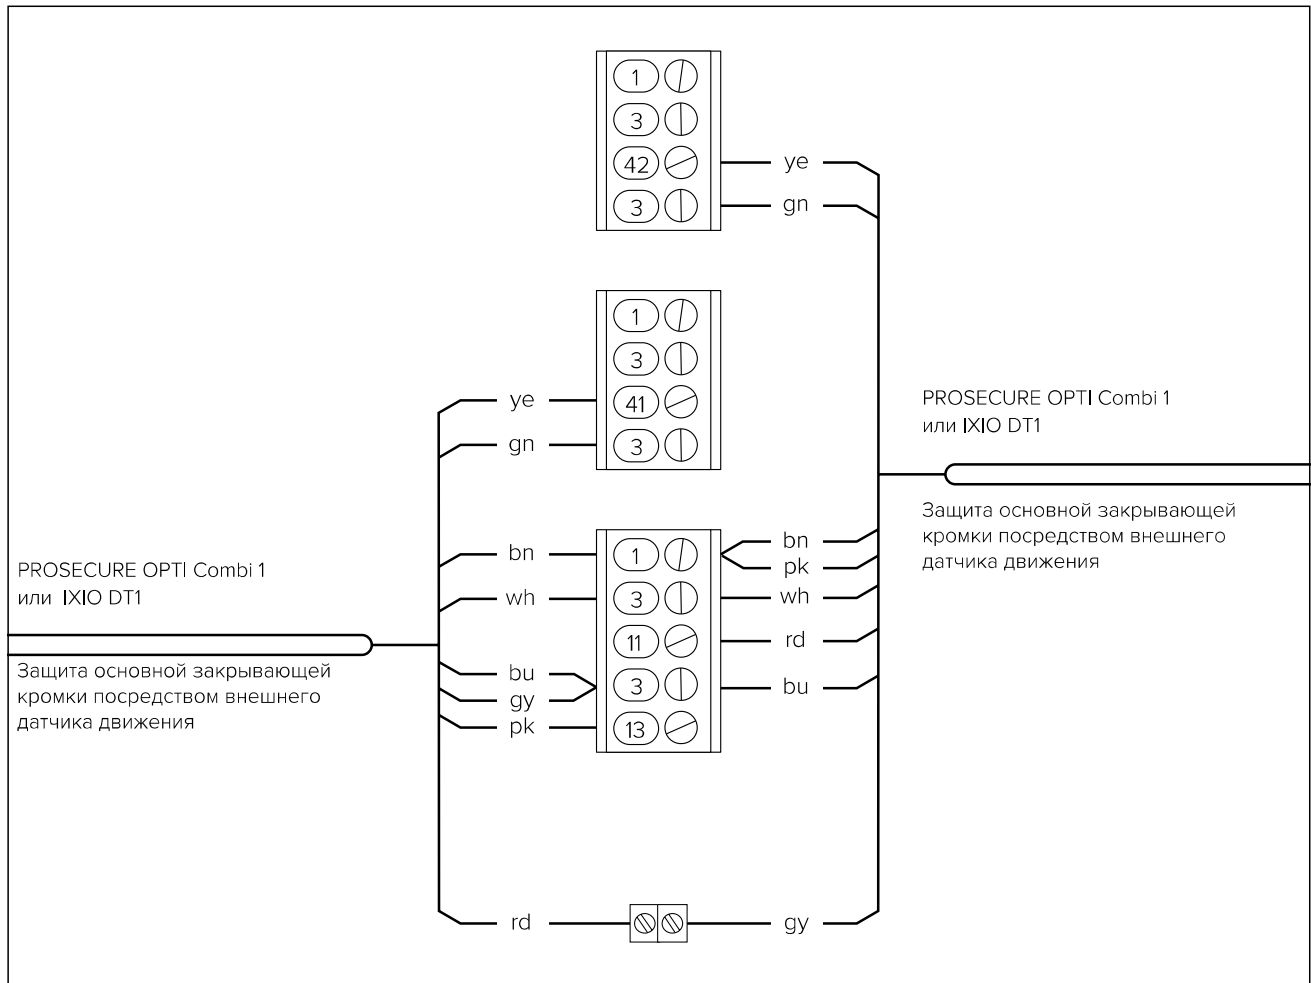 1
3
42 ye
3 gn
1
3
ye 41
gn 3
PROSECURE OPTI Combi 1
или IXIO DT1
Защита основной закрывающей
кромки посредством внешнего
датчика движения
PROSECURE OPTI Combi 1
или IXIO DT1
Защита основной закрывающей
кромки посредством внешнего
датчика движения
bn 1 bn
pk
wh 3 wh
11 rd
bu
gy
3 bu
pk 13
rd gy